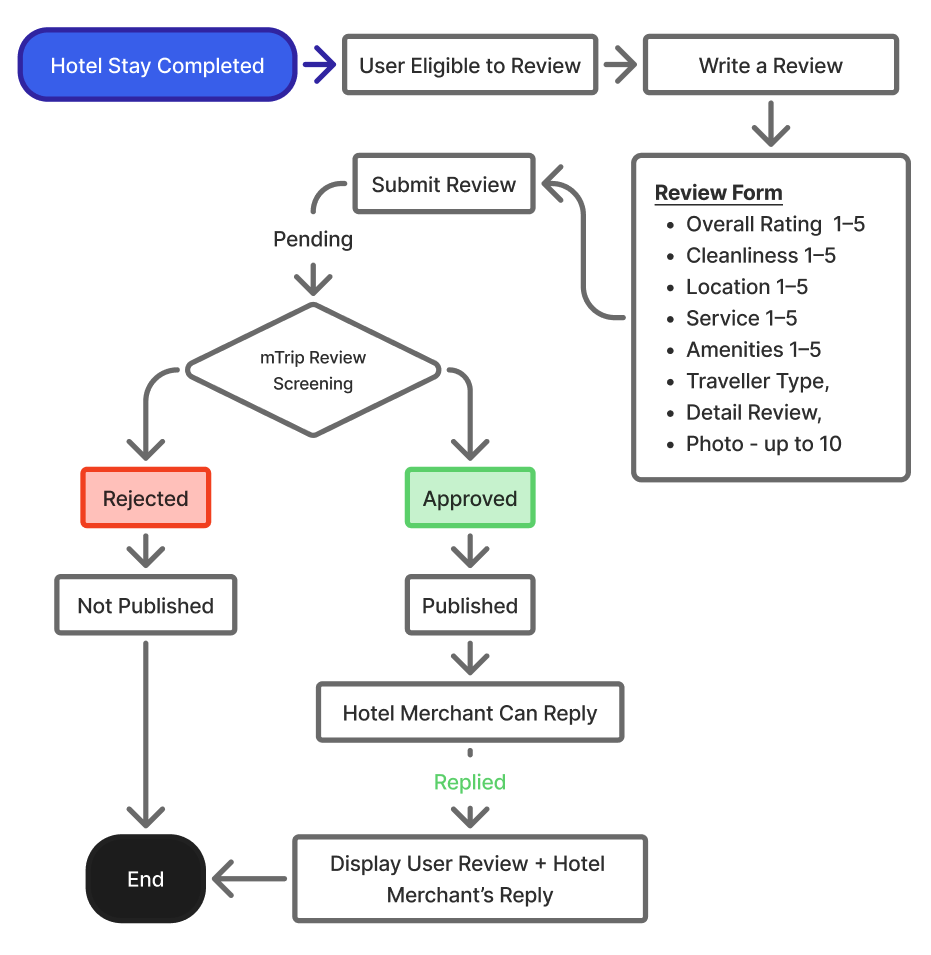 Hotel Stay Completed
User Eligible to Review
Write a Review
Submit Review
Review Form
Overall Rating 1–5
Cleanliness 1–5
Location 1–5
Service 1–5
Amenities 1–5
Traveller Type,
Detail Review,
Photo - up to 10
Pending
mTrip Review
Screening
Rejected
Approved
Not Published
Published
Hotel Merchant Can Reply
Replied
Display User Review + Hotel
Merchant’s Reply
End